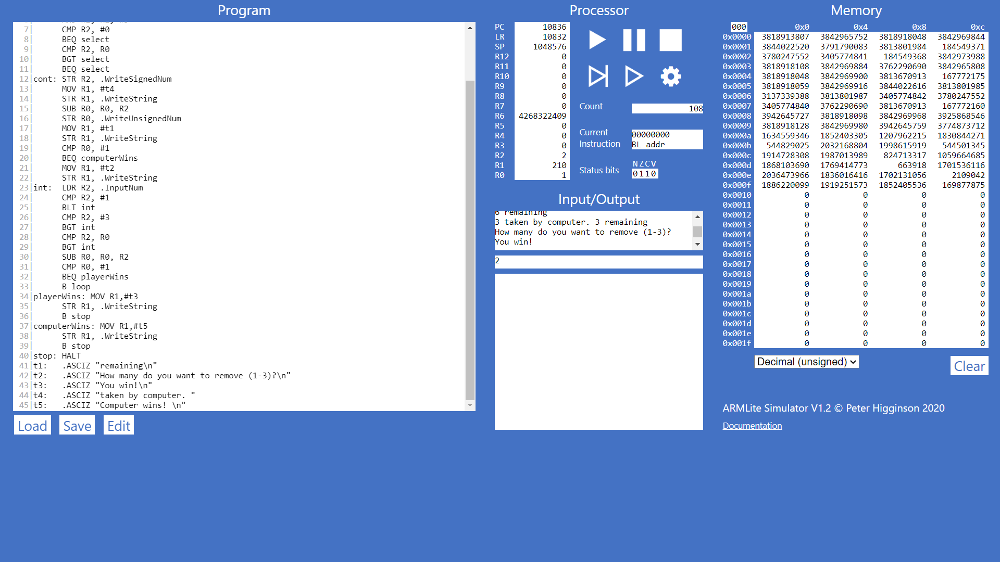 Program
7|      CMP R2, #0
8|      BEQ select
9|      CMP R2, R0
10|      BGT select
11|      BEQ select
12|cont: STR R2, .WriteSignedNum
13|      MOV R1, #t4
14|      STR R1, .WriteString
15|      SUB R0, R0, R2
16|      STR R0, .WriteUnsignedNum
17|      MOV R1, #t1
18|      STR R1, .WriteString
19|      CMP R0, #1
20|      BEQ computerWins
21|      MOV R1, #t2
22|      STR R1, .WriteString
23|int:  LDR R2, .InputNum
24|      CMP R2, #1
25|      BLT int
26|      CMP R2, #3
27|      BGT int
28|      CMP R2, R0
29|      BGT int
30|      SUB R0, R0, R2
31|      CMP R0, #1
32|      BEQ playerWins
33|      B loop
34|playerWins: MOV R1,#t3
35|      STR R1, .WriteString
36|      B stop
37|computerWins: MOV R1,#t5
38|      STR R1, .WriteString
39|      B stop
40|stop: HALT
41|t1:   .ASCIZ "remaining\n"
42|t2:   .ASCIZ "How many do you want to remove (1-3)?\n"
43|t3:   .ASCIZ "You win!\n"
44|t4:   .ASCIZ "taken by computer. "
45|t5:   .ASCIZ "Computer wins! \n"
Load Save Edit
Processor
PC 10836
LR 10832
SP 1048576
R12 0
R11 0
R10 0
R9 0
R8 0
R7 0
R6 4268322409
R5 0
R4 0
R3 0
R2 2
R1 210
R0 1
Count 108
Current Instruction
00000000
BL addr
NZCV
Status bits 0110
Input/Output
6 remaining
3 taken by computer. 3 remaining
How many do you want to remove (1-3)?
You win!
2
Memory
000 0x0 0x4 0x8 0xc
0x0000 3818913807 3842965752 3818918048 3842969844
0x0001 3844022520 3791790083 3813801984 184549371
0x0002 3780247552 3405774841 184549368 3842973988
0x0003 3818918108 3842969884 3762290690 3842965808
0x0004 3818918048 3842969900 3813670913 167772175
0x0005 3818918059 3842969916 3844022616 3813801985
0x0006 3137339388 3813801987 3405774842 3780247552
0x0007 3405774840 3762290690 3813670913 167772160
0x0008 3942645727 3818918098 3842969968 3925868546
0x0009 3818918128 3842969980 3942645759 3774873712
0x000a 1634559346 1852403305 1207962215 1830844271
0x000b 544829025 2032168804 1998615919 544501345
0x000c 1914728308 1987013989 824713317 1059664685
0x000d 1868103690 1769414773 663918 1701536116
0x000e 2036473966 1836016416 1702131056 2109042
0x000f 1886220099 1919251573 1852405536 169877875
0x0010 0 0 0 0
0x0011 0 0 0 0
0x0012 0 0 0 0
0x0013 0 0 0 0
0x0014 0 0 0 0
0x0015 0 0 0 0
0x0016 0 0 0 0
0x0017 0 0 0 0
0x0018 0 0 0 0
0x0019 0 0 0 0
0x001a 0 0 0 0
0x001b 0 0 0 0
0x001c 0 0 0 0
0x001d 0 0 0 0
0x001e 0 0 0 0
0x001f 0 0 0 0
Decimal (unsigned)
Clear
ARMLite Simulator V1.2 © Peter Higginson 2020
Documentation